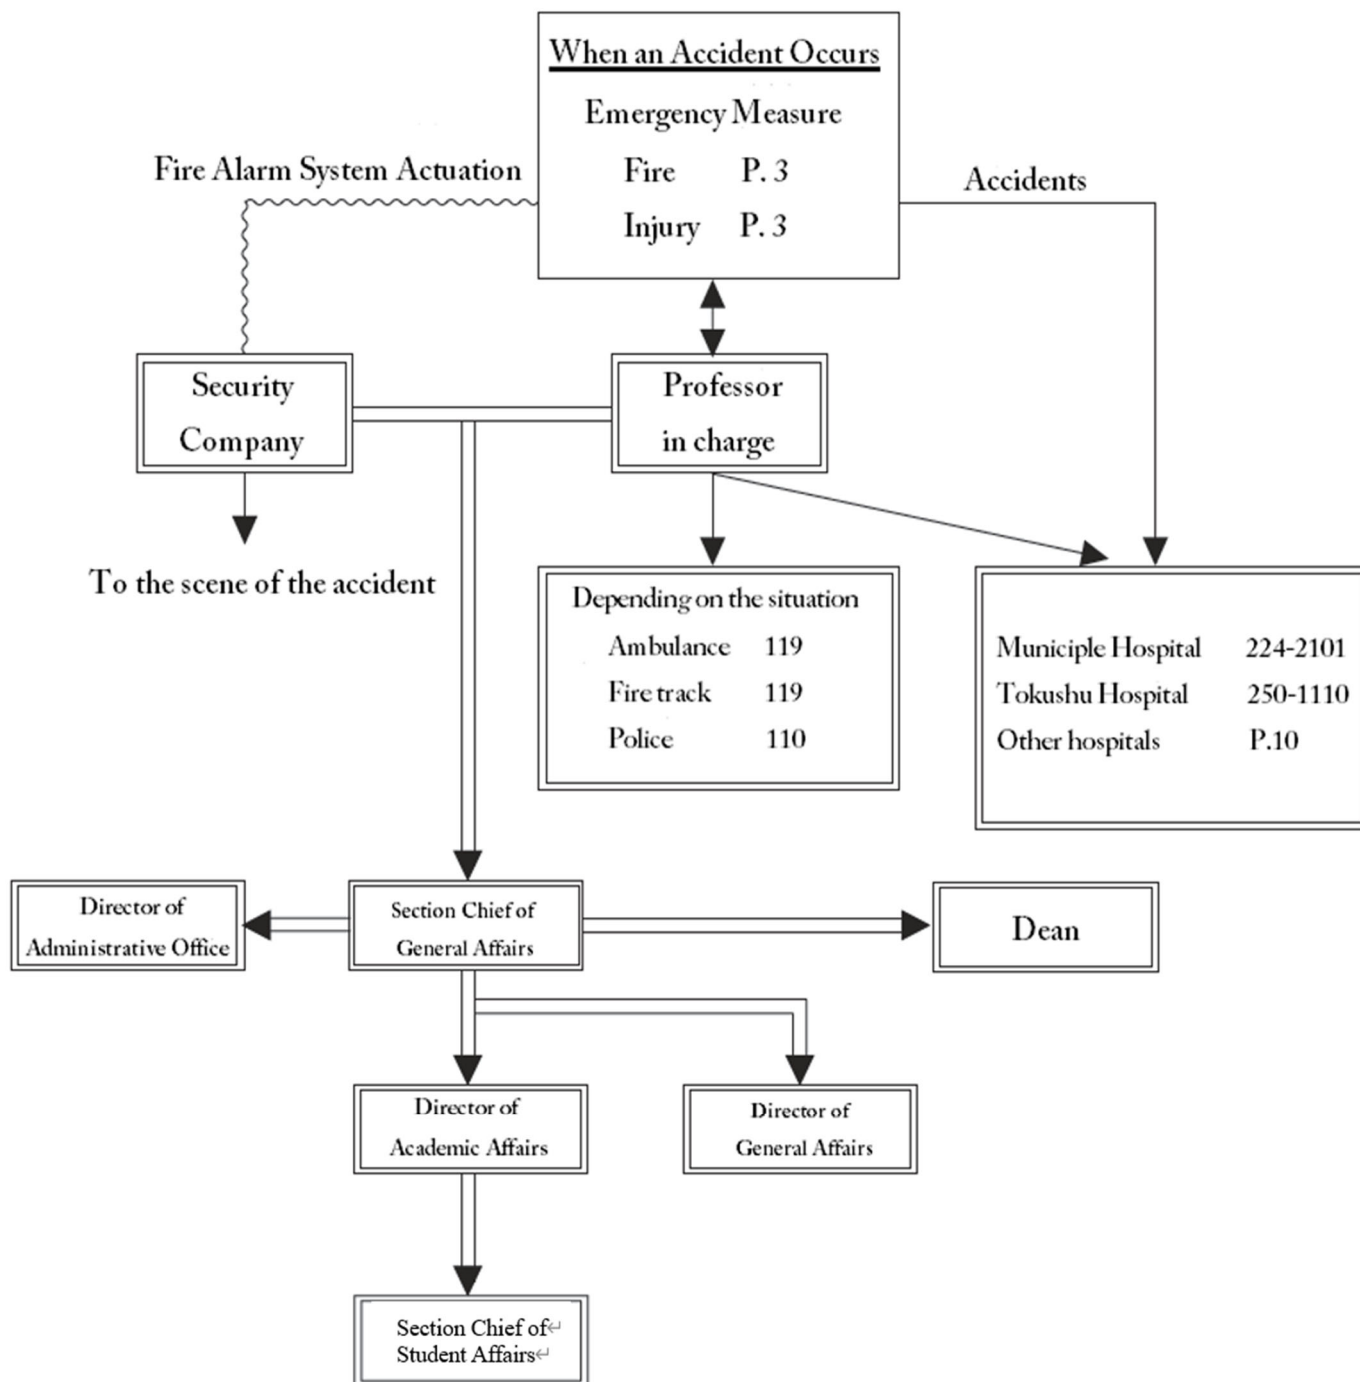 When an Accident Occurs
Emergency Measure
Fire P. 3
Injury P. 3
Fire Alarm System Actuation
Accidents
Security
Company
Professor
in charge
To the scene of the accident
Depending on the situation
Ambulance 119
Fire track 119
Police 110
Municiple Hospital 224-2101
Tokushu Hospital 250-1110
Other hospitals P.10
Director of
Administrative Office
Section Chief of
General Affairs
Dean
Director of
Academic Affairs
Director of
General Affairs
Section Chief of↵
Student Affairs↵